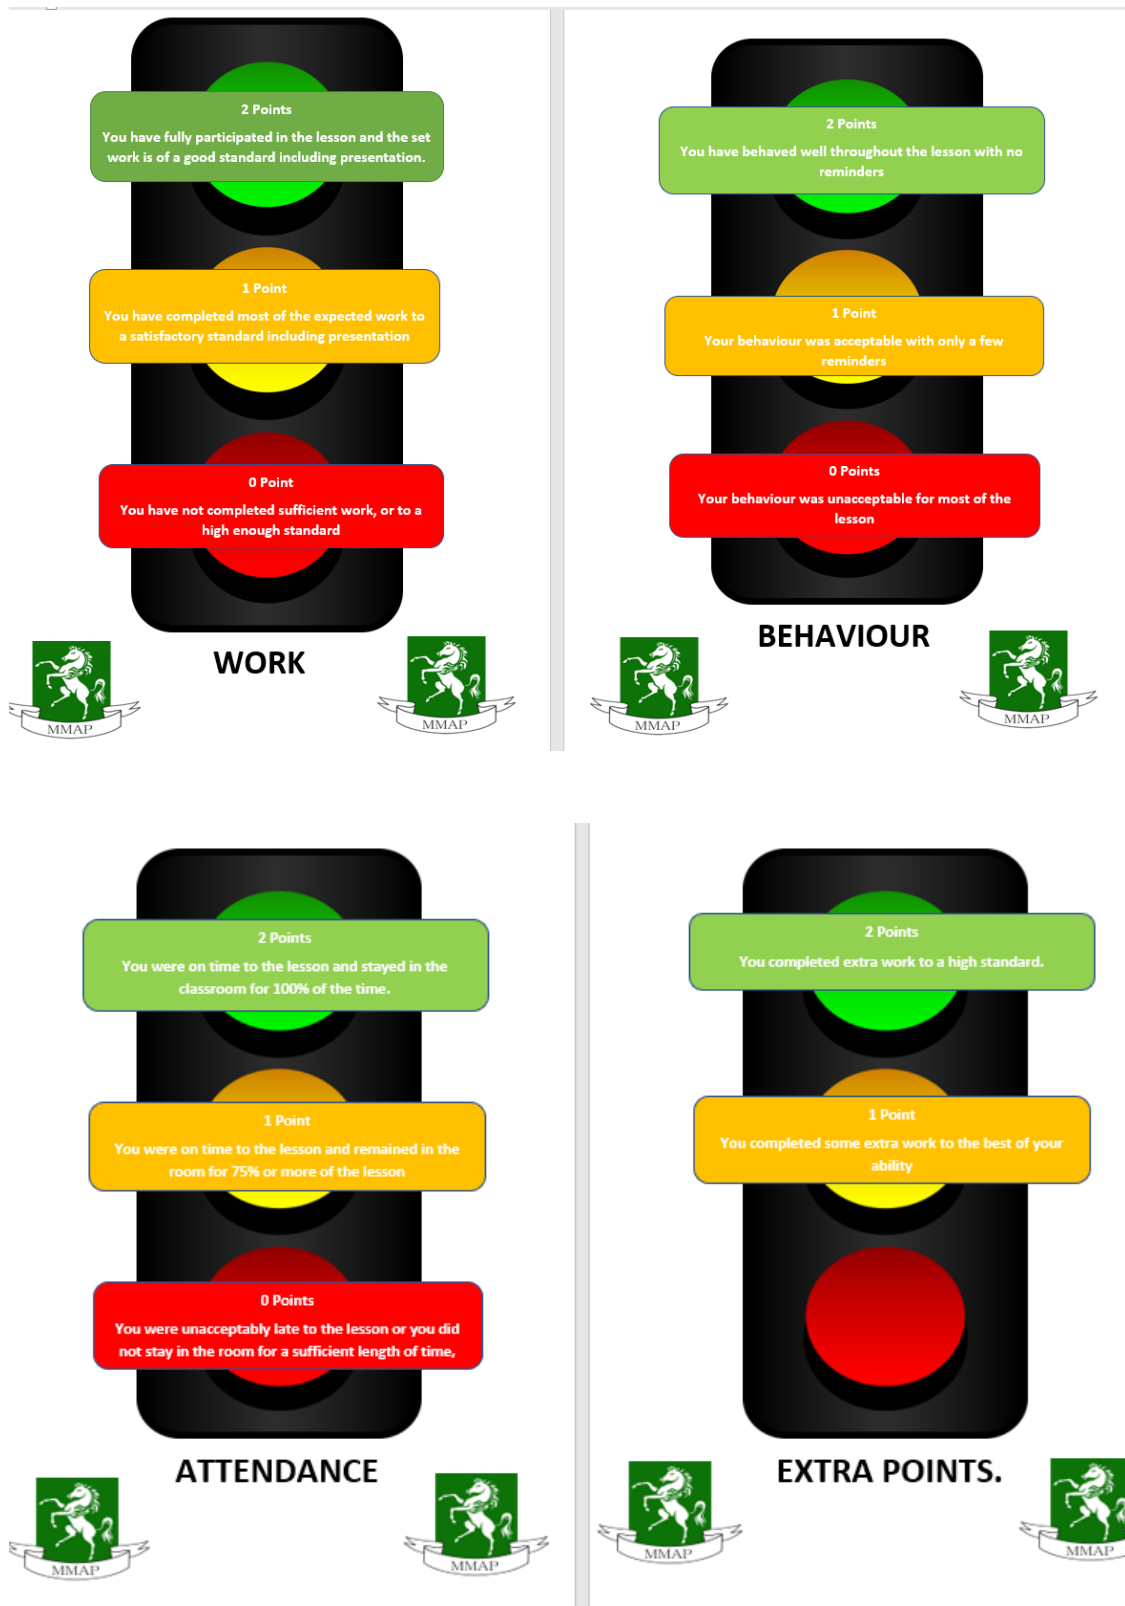 2 Points
You have fully participated in the lesson and the set
work is of a good standard including presentation.
1 Point
You have completed most of the expected work to
a satisfactory standard including presentation
0 Point
You have not completed sufficient work, or to a
high enough standard
WORK
MMAP
MMAP
2 Points
You have behaved well throughout the lesson with no
reminders
1 Point
Your behaviour was acceptable with only a few
reminders
0 Points
Your behaviour was unacceptable for most of the
lesson
BEHAVIOUR
MMAP
MMAP
2 Points
You were on time to the lesson and stayed in the
classroom for 100% of the time.
1 Point
You were on time to the lesson and remained in the
room for 75% or more of the lesson
0 Points
You were unacceptably late to the lesson or you did
not stay in the room for a sufficient length of time,
ATTENDANCE
MMAP
MMAP
2 Points
You completed extra work to a high standard.
1 Point
You completed some extra work to the best of your
ability
EXTRA POINTS.
MMAP
MMAP